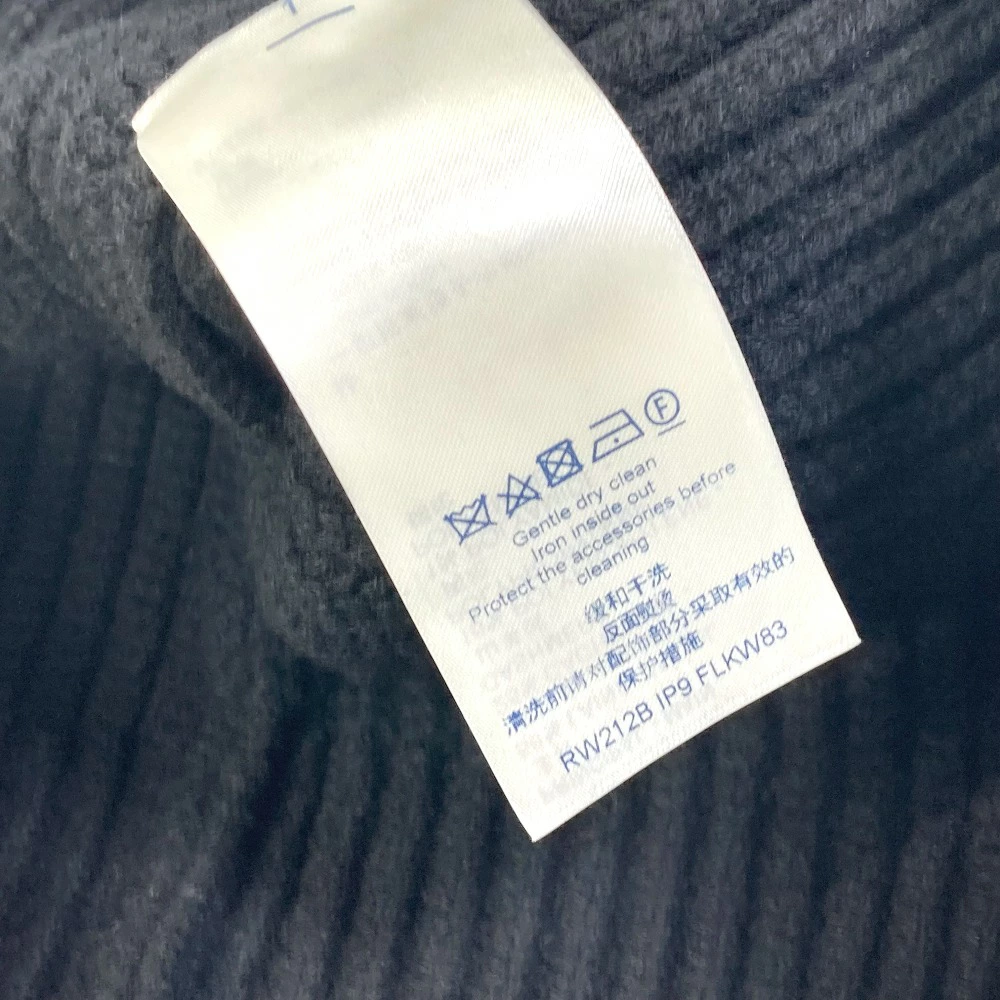 F
Gentle dry clean
Iron inside out
Protect the accessories before
cleaning
缓和干洗
反面熨烫
清洗前请对配饰部分采取有效的
保护措施
RW212B IP9 FLKW83